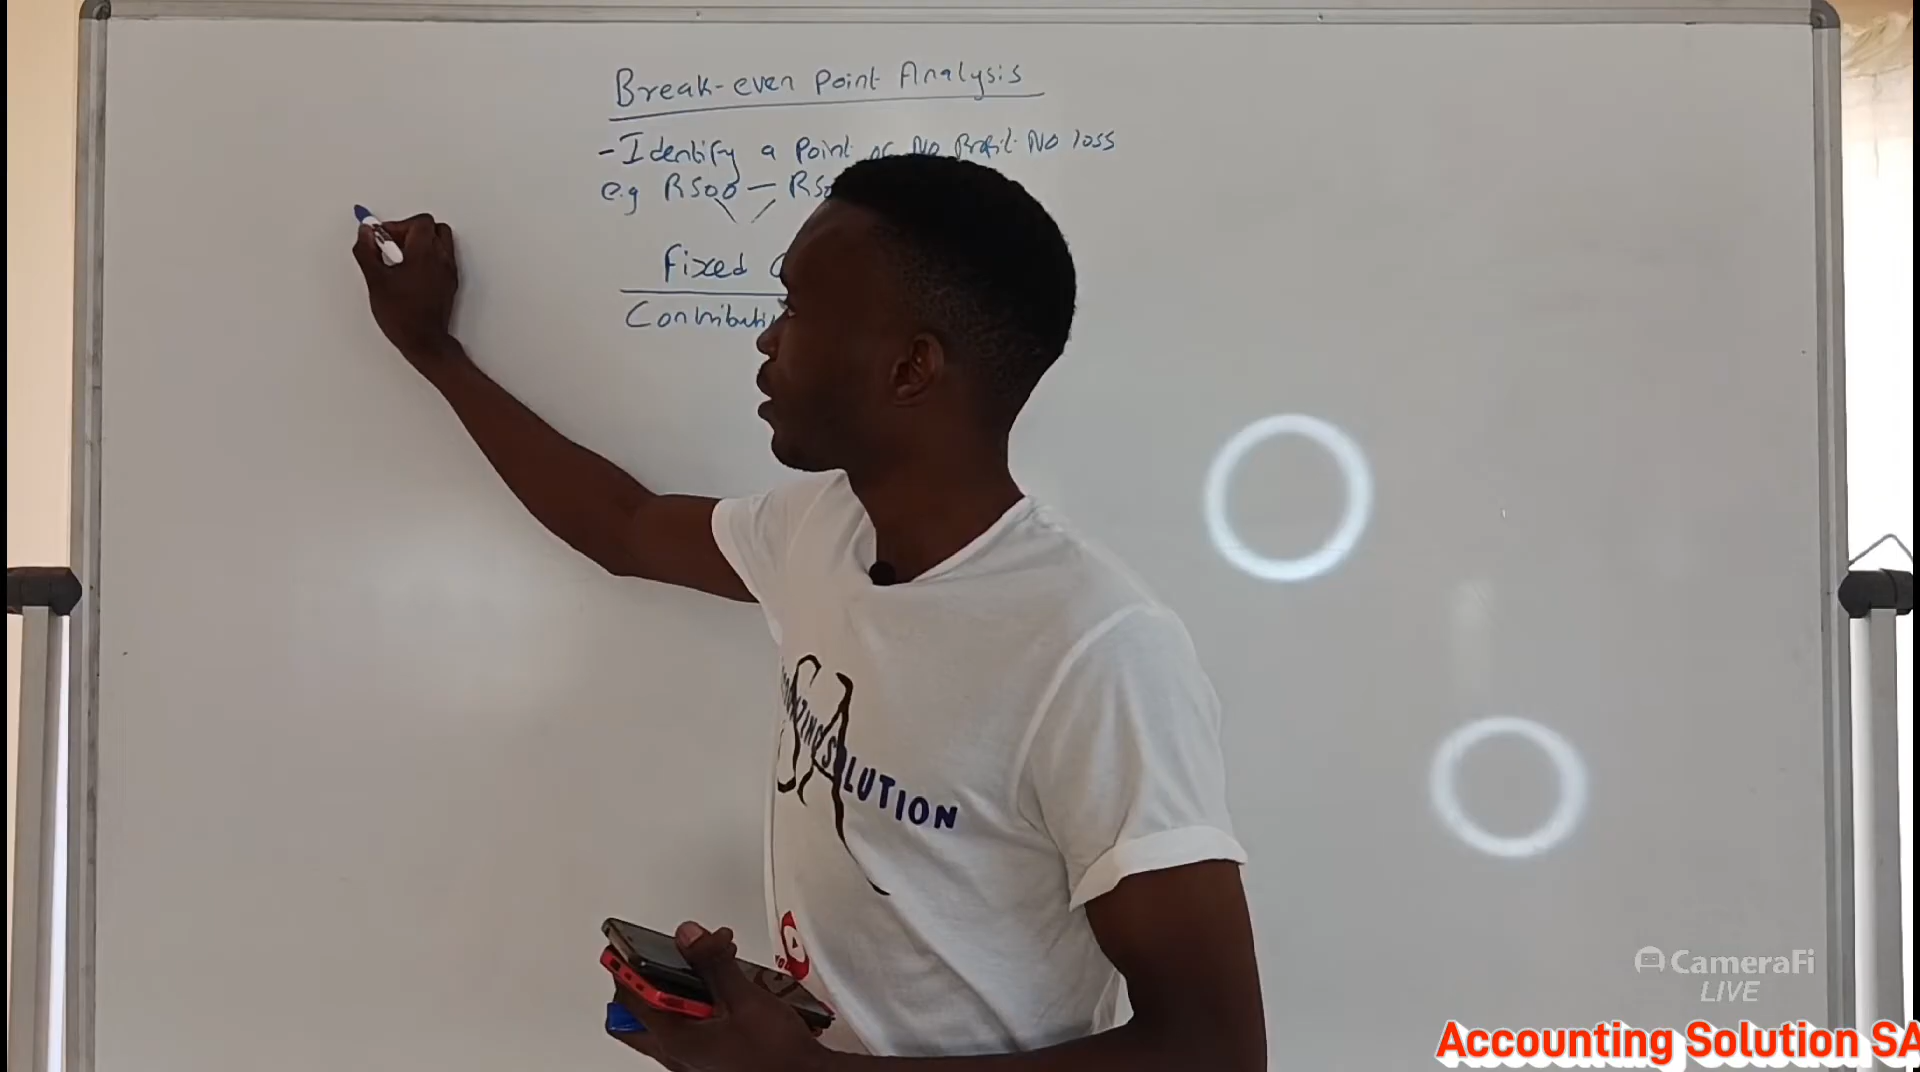 Break-even Point Analysis
- Identify a Point of No Profit No loss
e.g R500 — R50
Fixed C
Contributi
SOLUTION
CameraFi
LIVE
Accounting Solution SA